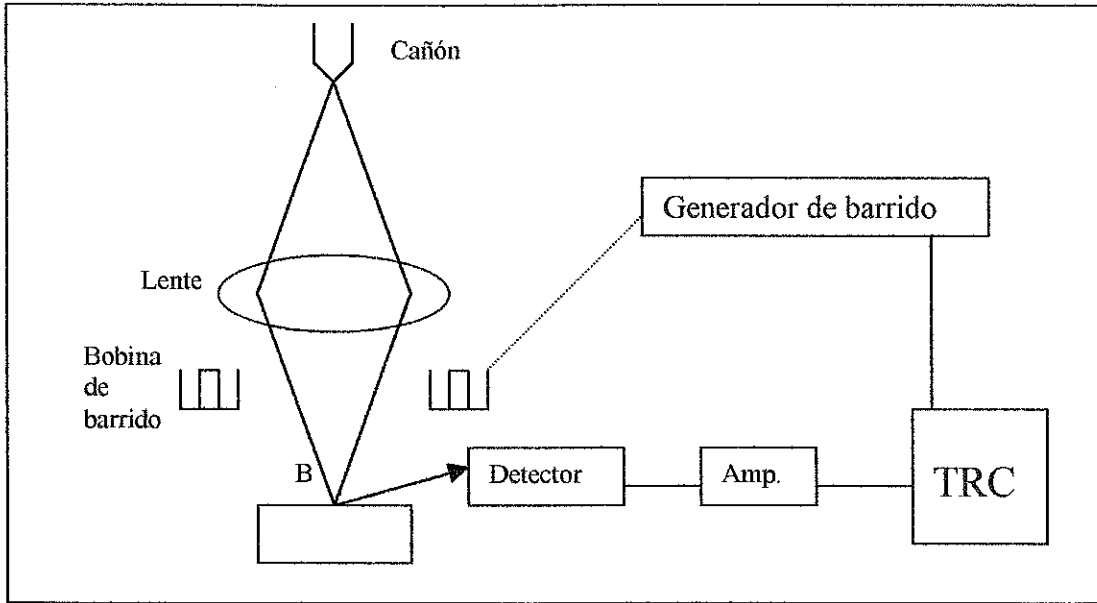 Cañón
Generador de barrido
Lente
Bobina
de
barrido
B
Detector
Amp.
TRC